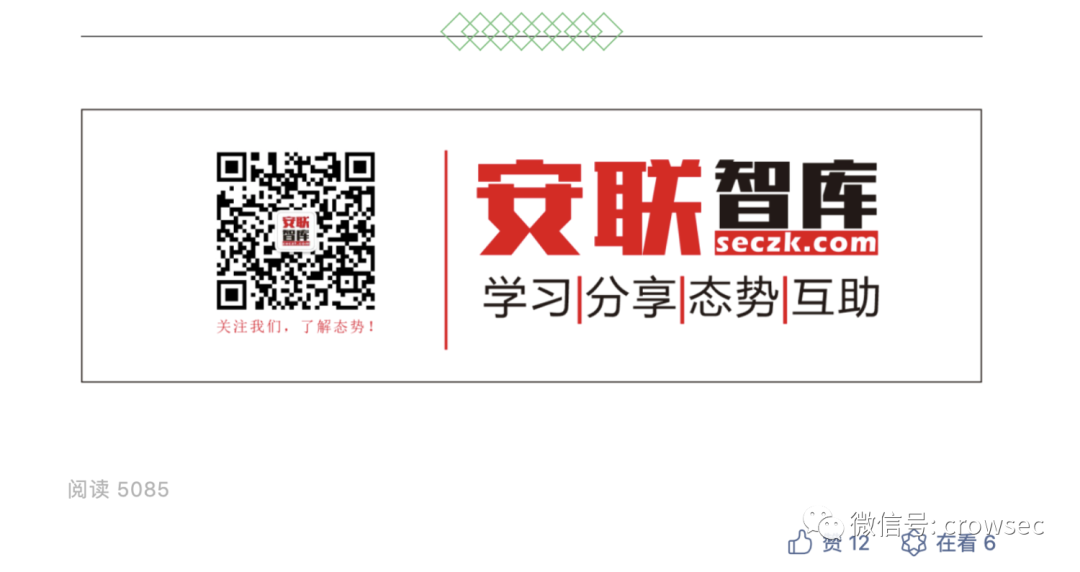 安联智库
seczk.com
学习|分享|态势|互助
安联
智库
seczk.com
关注我们，了解态势！
阅读 5085
微信号: crowsec
赞 12 在看 6